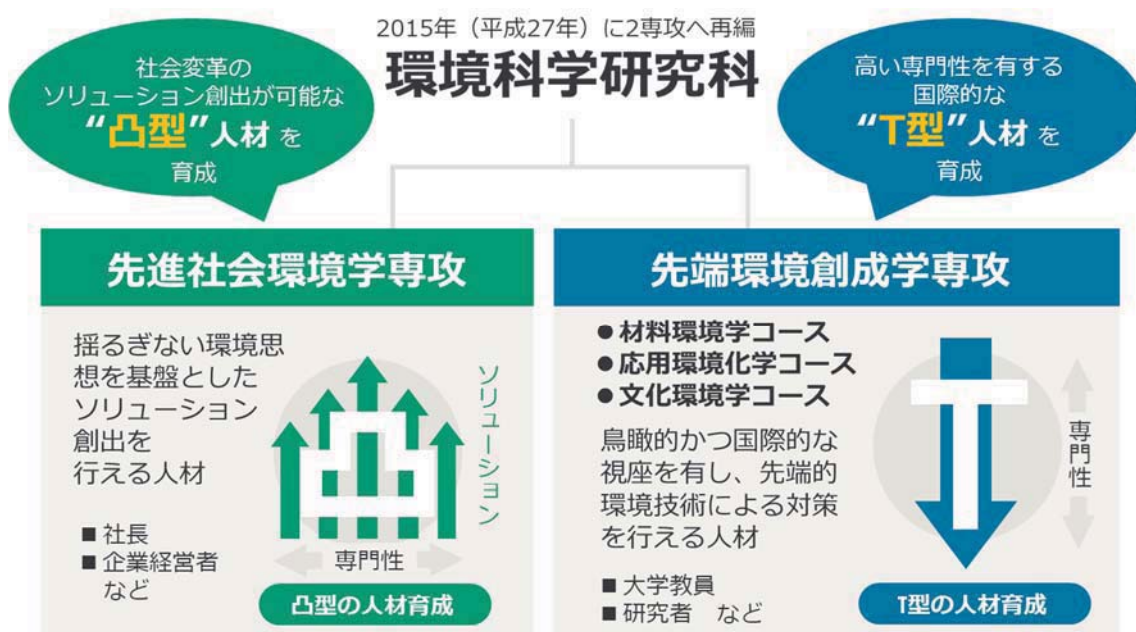 2015年（平成27年）に2専攻へ再編
環境科学研究科
社会変革の
ソリューション創出が可能な
“凸型”人材 を
育成
高い専門性を有する
国際的な
“T型”人材 を
育成
先進社会環境学専攻
揺るぎない環境思
想を基盤とした
ソリューション
創出を
行える人材
■ 社長
■ 企業経営者
など
凸
ソリューション
専門性
凸型の人材育成
先端環境創成学専攻
● 材料環境学コース
● 応用環境化学コース
● 文化環境学コース
鳥瞰的かつ国際的な
視座を有し、先端的
環境技術による対策
を行える人材
■ 大学教員
■ 研究者 など
T
専門性
T型の人材育成